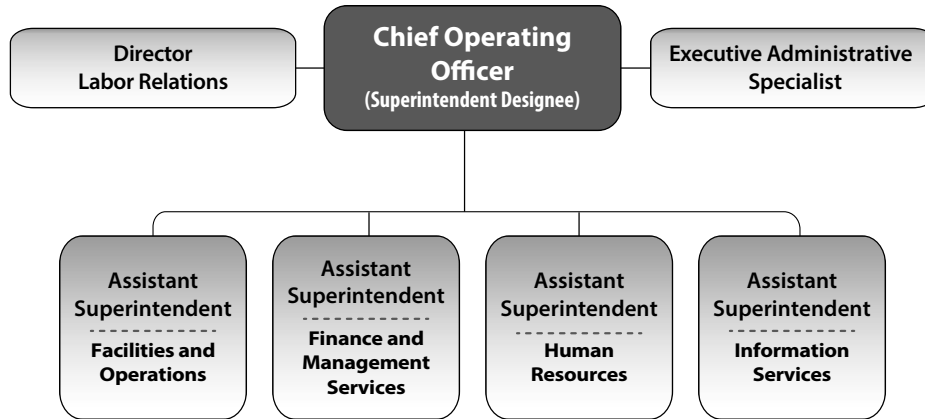 Director
Labor Relations
Chief Operating
Officer
(Superintendent Designee)
Executive Administrative
Specialist
Assistant
Superintendent
Facilities and
Operations
Assistant
Superintendent
Finance and
Management
Services
Assistant
Superintendent
Human
Resources
Assistant
Superintendent
Information
Services